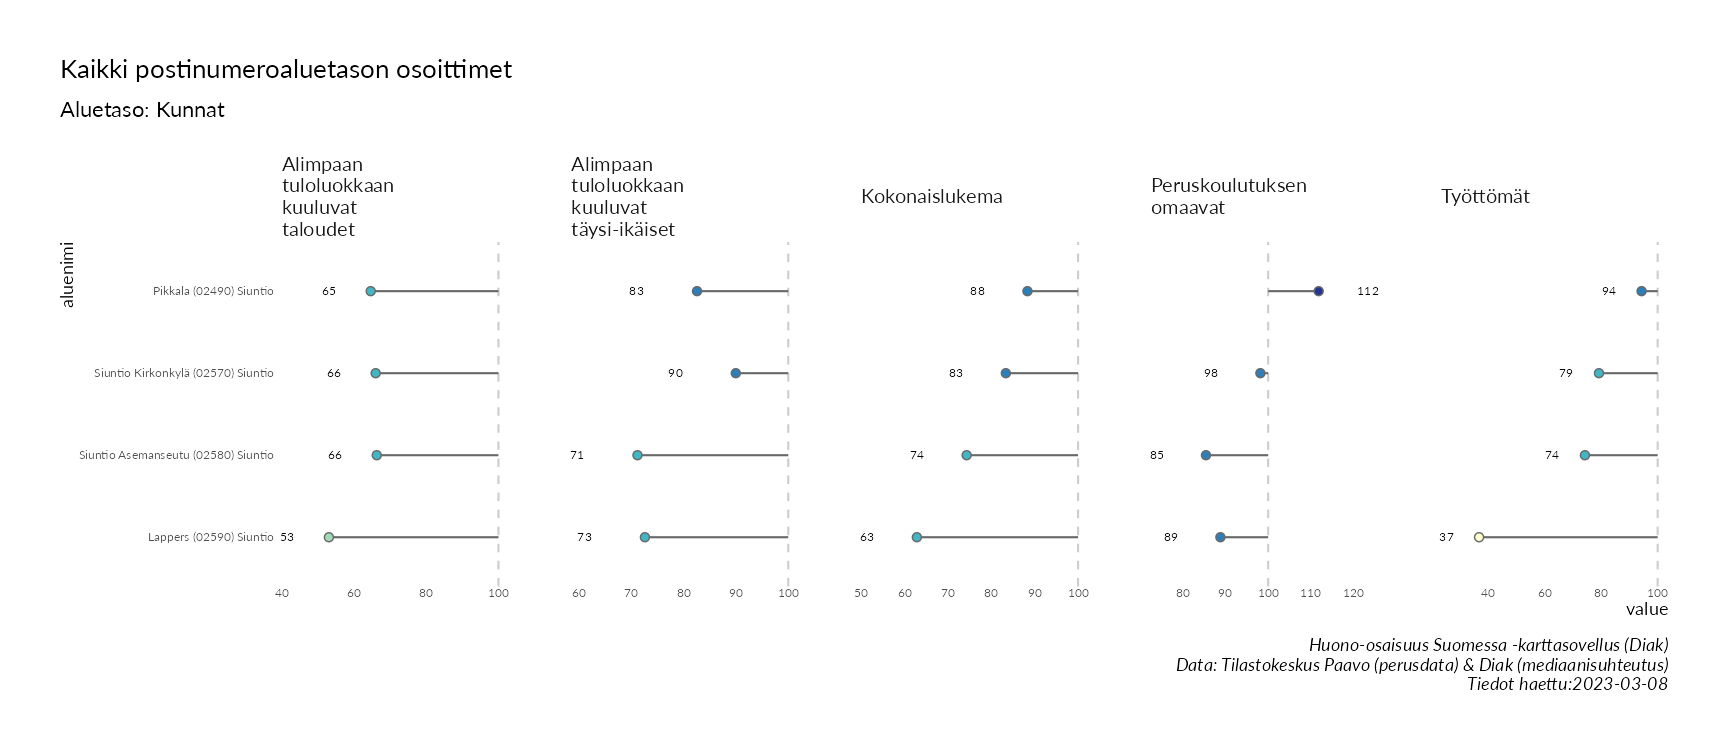 Kaikki postinumeroaluetason osoittimet
Aluetaso: Kunnat
Alimpaan
tuloluokkaan
kuuluvat
taloudet
Alimpaan
tuloluokkaan
kuuluvat
täysi-ikäiset
Kokonaislukema
Peruskoulutuksen
omaavat
Työttömät
aluenimi
Pikkala (02490) Siuntio 65 83 88 112 94
Siuntio Kirkonkylä (02570) Siuntio 66 90 83 98 79
Siuntio Asemanseutu (02580) Siuntio 66 71 74 85 74
Lappers (02590) Siuntio 53 73 63 89 37
40 60 80 100 60 70 80 90 100 50 60 70 80 90 100 80 90 100 110 120 40 60 80 100
value
Huono-osaisuus Suomessa -karttasovellus (Diak)
Data: Tilastokeskus Paavo (perusdata) & Diak (mediaanisuhteutus)
Tiedot haettu:2023-03-08